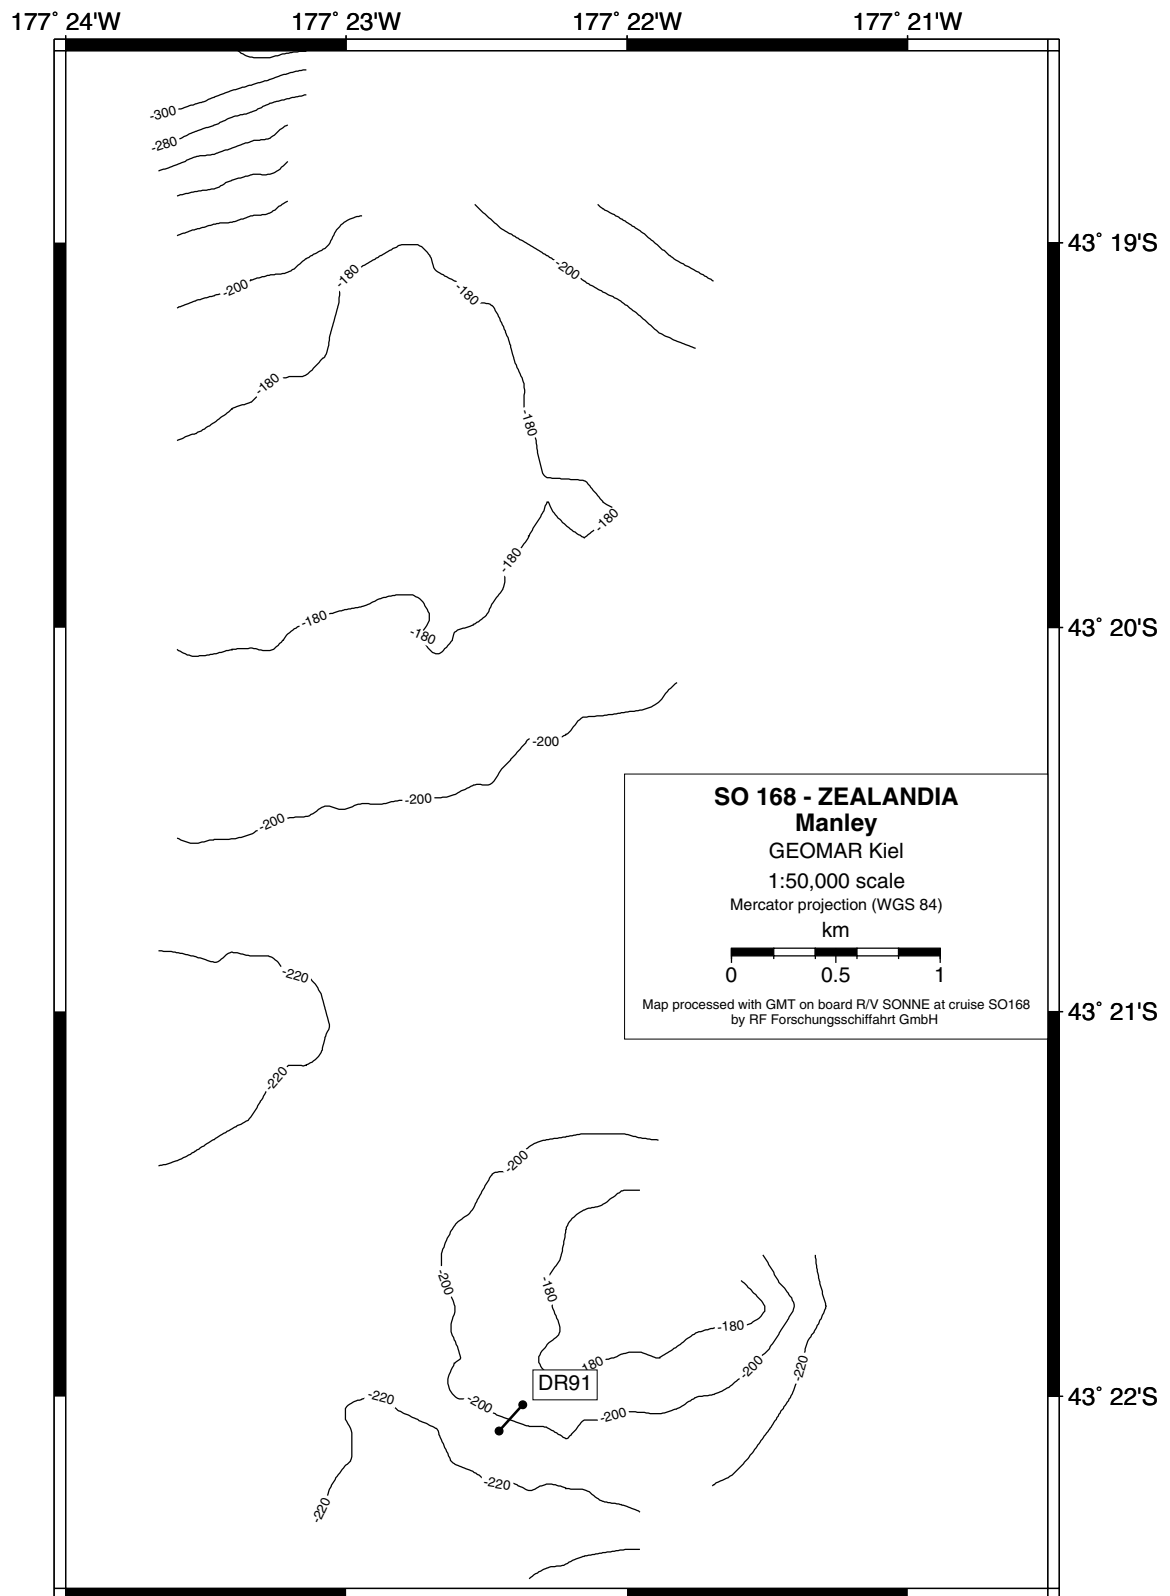 177° 24'W 177° 23'W 177° 22'W 177° 21'W
-300
-280
43° 19'S
-200
-180
-180
-200
-180
-180
-180
-180
-180
-180
43° 20'S
-200
-200
-200
SO 168 - ZEALANDIA
Manley
GEOMAR Kiel
1:50,000 scale
Mercator projection (WGS 84)
km
0 0.5 1
Map processed with GMT on board R/V SONNE at cruise SO168
by RF Forschungsschiffahrt GmbH
-220
43° 21'S
-220
-200
-200
-180
-180
-180
-200
-220
DR91
43° 22'S
-220
-200
-200
-220
-220